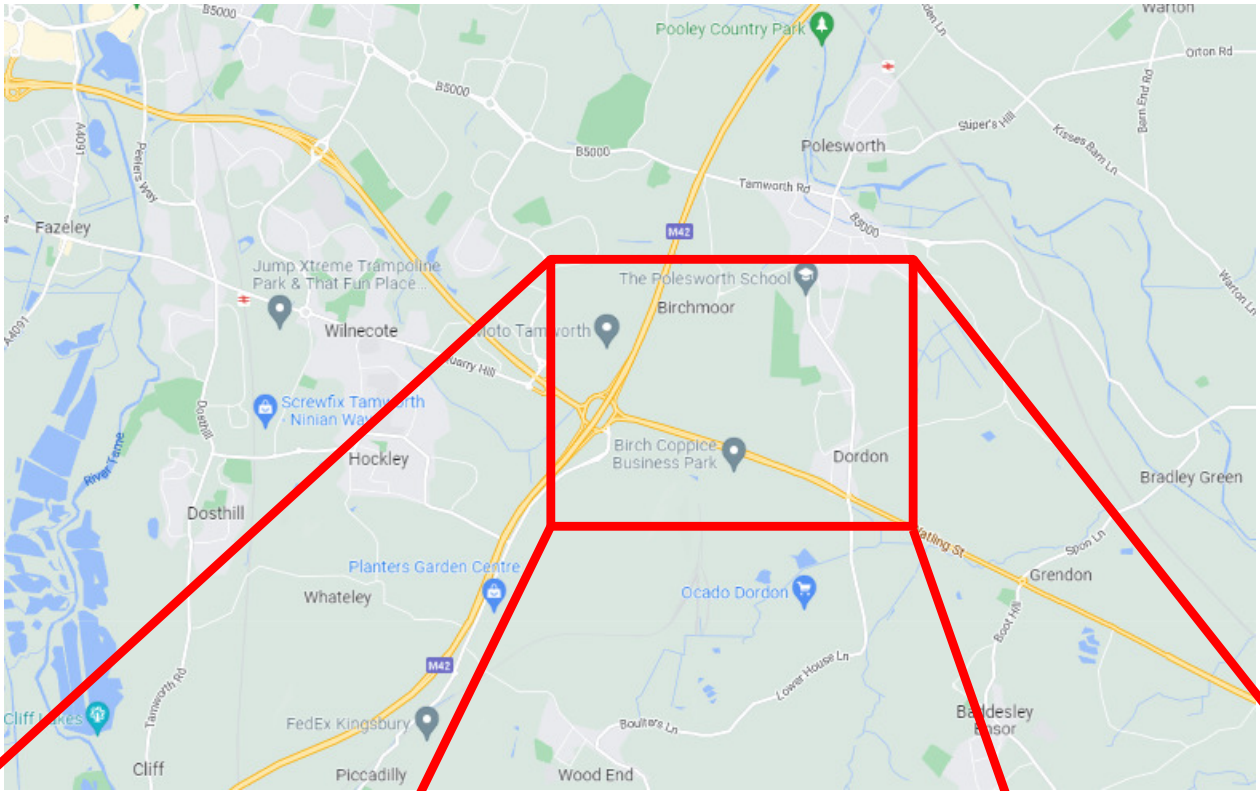 B5000
Pooley Country Park
Warton
Orton Rd
B5000
Barn End Rd
A4091
Peelers Way
Sniper's Hill
Kisses Barn Ln
Polesworth
B5000
Tamworth Rd
Fazeley
B5000
M42
Jump Xtreme Trampoline
Park & That Fun Place ...
The Polesworth School
Warton Ln
Birchmoor
A4091
Wilnecote
Moto Tamworth
Quarry Hill
Screwfix Tamworth
- Ninian Way
Dosthill
River Tame
Hockley
Birch Coppice
Business Park
Dordon
Bradley Green
Dosthill
Watling St
Spon Ln
Planters Garden Centre
Grendon
Whateley
Ocado Dordon
Boot Hill
M42
Lower House Ln
Tamworth Rd
Cliff Lakes
FedEx Kingsbury
Boulters Ln
Baddesley
Ensor
Cliff
Piccadilly
Wood End